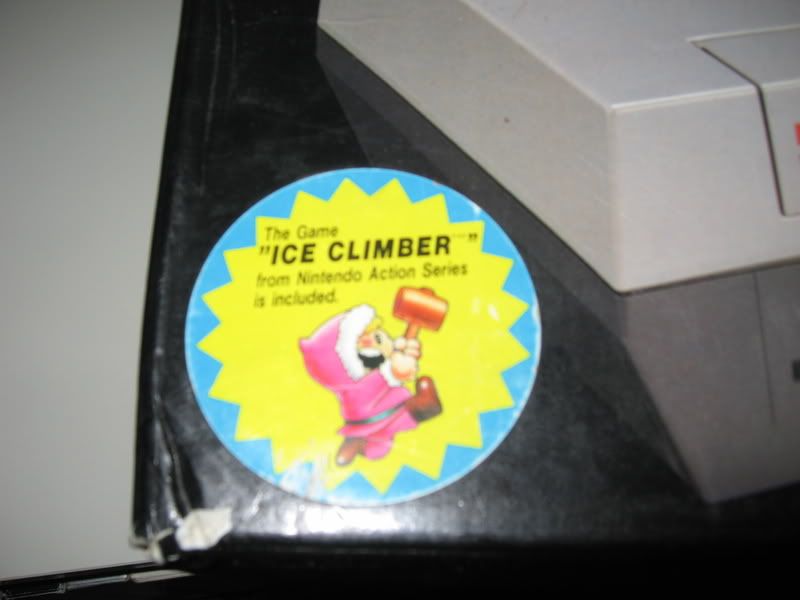 The Game
"ICE CLIMBER™"
from Nintendo Action Series
is included.